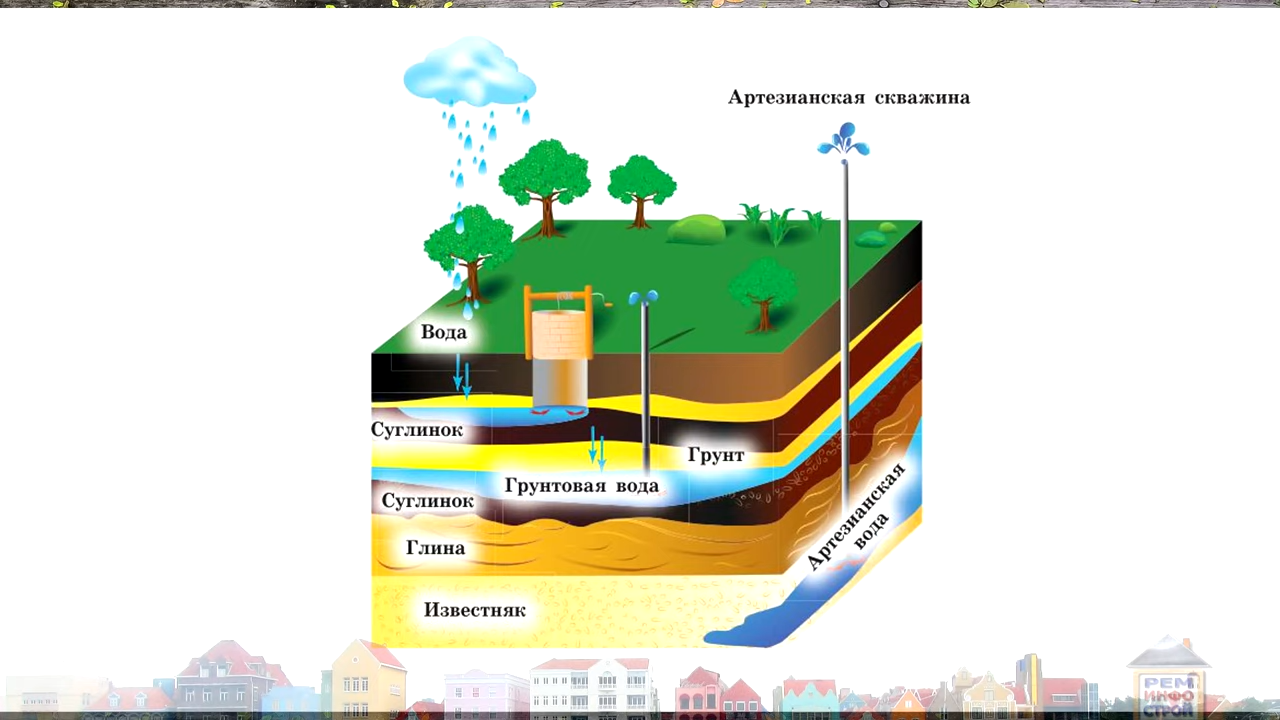 Артезианская скважина
Вода
Суглинок
Грунт
Грунтовая вода
Суглинок
Глина
Артезианская
вода
Известняк
РЕМ
ИНФО
СТРОЙ